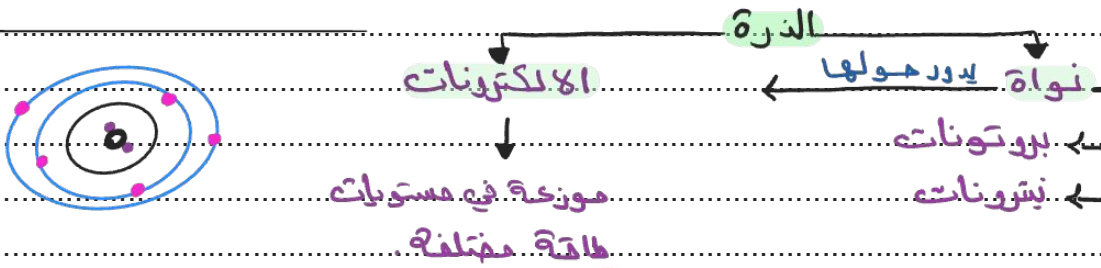 الذرة
نواة يدور حولها الالكترونات
بروتونات
نيترونات موزعة في مستويات
طاقة مختلفة.